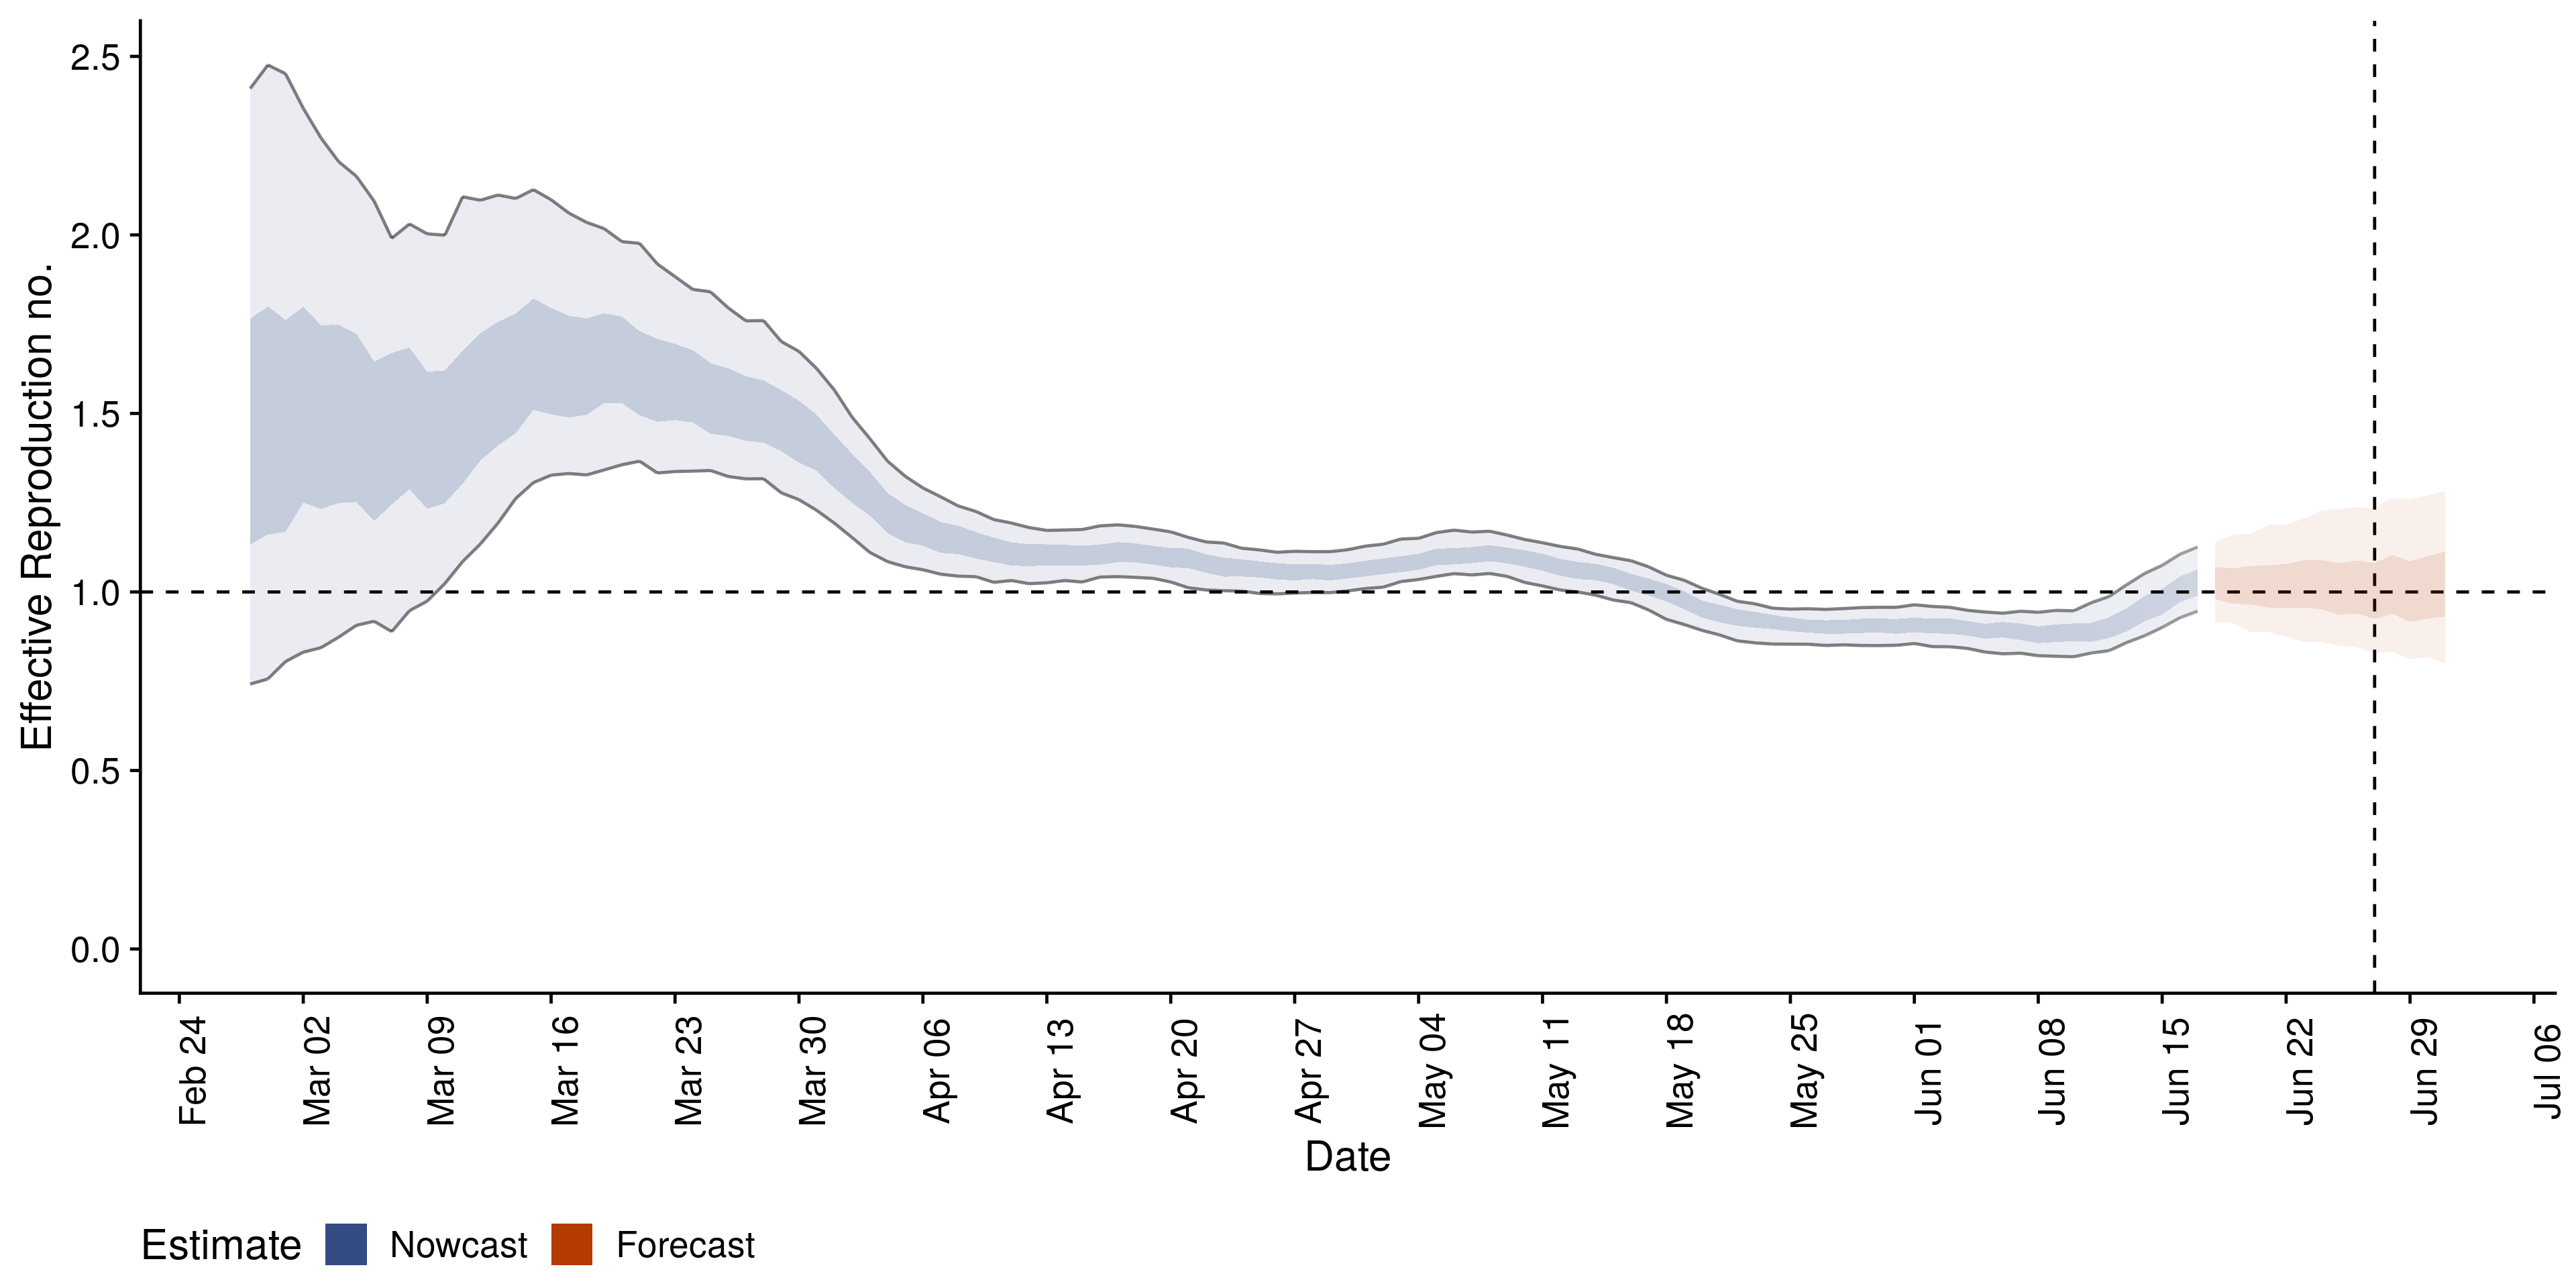 Effective Reproduction no.
2.5
2.0
1.5
1.0
0.5
0.0
Feb 24
Mar 02
Mar 09
Mar 16
Mar 23
Mar 30
Apr 06
Apr 13
Apr 20
Apr 27
May 04
May 11
May 18
May 25
Jun 01
Jun 08
Jun 15
Jun 22
Jun 29
Jul 06
Date
Estimate Nowcast Forecast